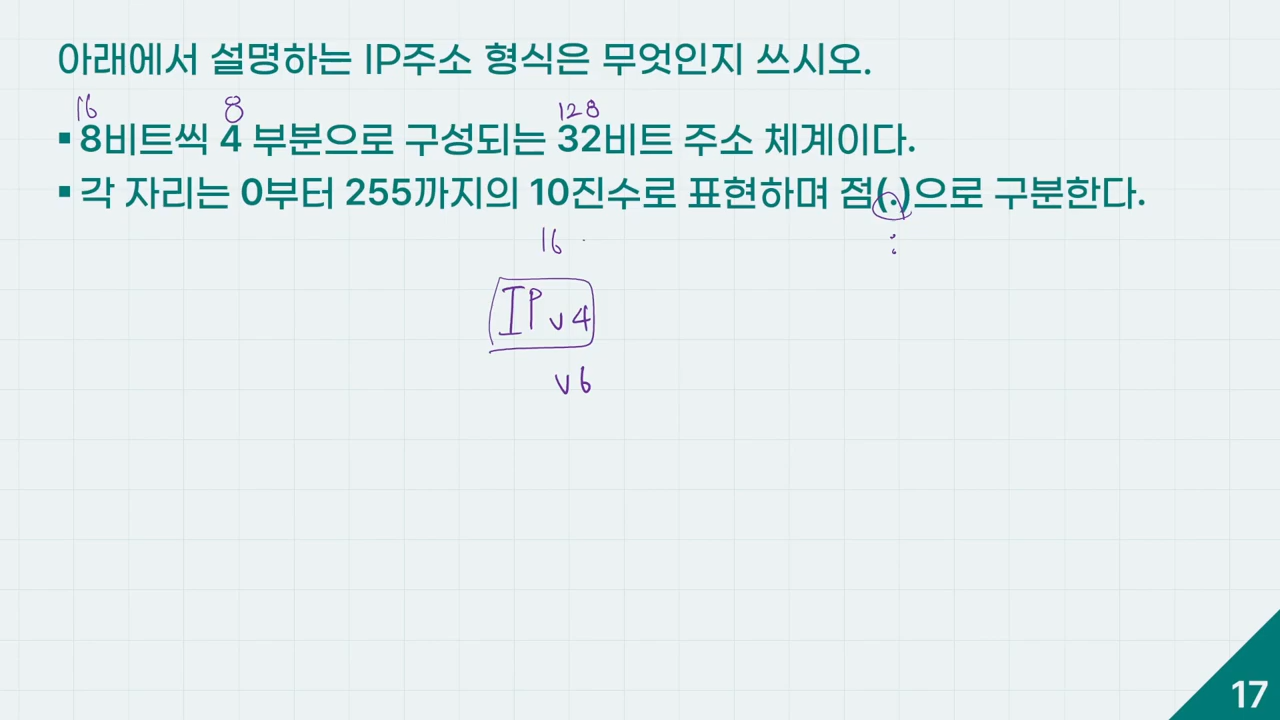 아래에서 설명하는 IP주소 형식은 무엇인지 쓰시오.
16 8 128
▪ 8비트씩 4 부분으로 구성되는 32비트 주소 체계이다.
▪ 각 자리는 0부터 255까지의 10진수로 표현하며 점(.)으로 구분한다.
16 :
IPv4
v6
17